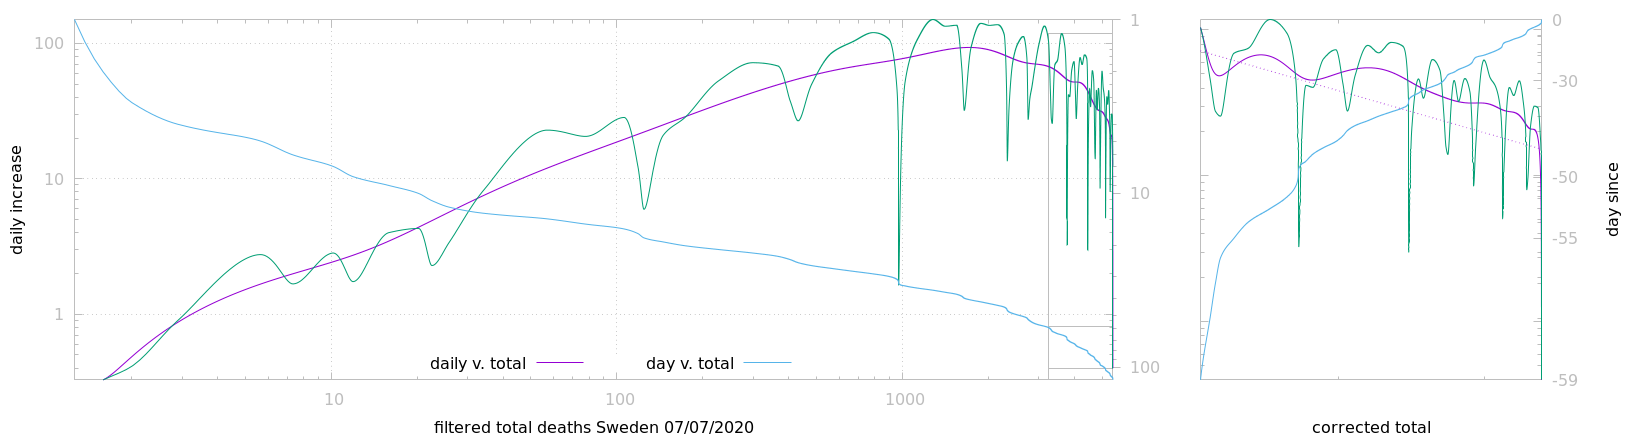 100
10
1
daily increase
10
100
1000
filtered total deaths Sweden 07/07/2020
daily v. total
day v. total
1
10
100
0
-30
-50
-55
-59
day since
corrected total